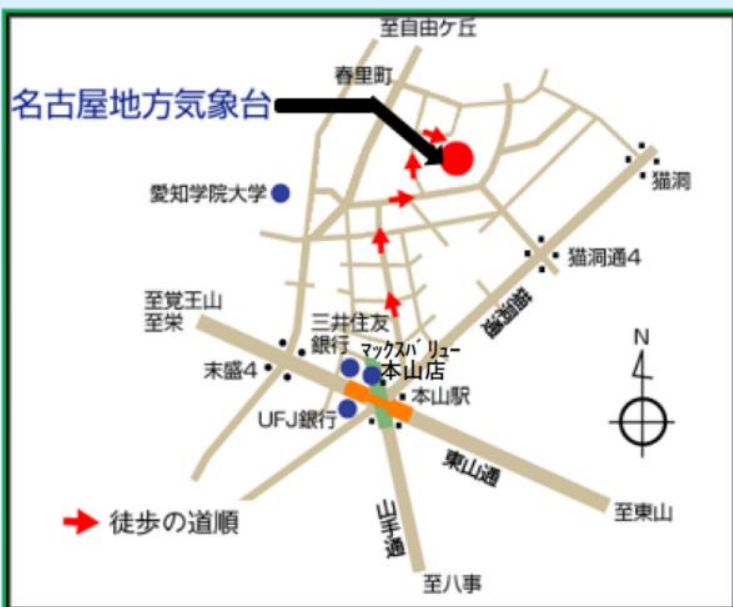 至自由ケ丘
春里町
名古屋地方気象台
愛知学院大学
猫洞
猫洞通4
猫洞通
至覚王山
至栄
三井住友
銀行
マックスバリュー
本山店
末盛4
本山駅
UFJ銀行
N
東山通
徒歩の道順
山手通
至東山
至八事